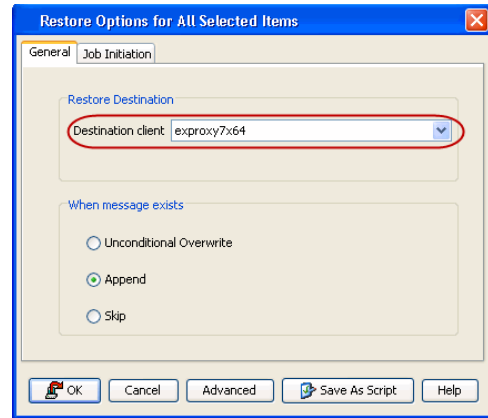 Restore Options for All Selected Items
General Job Initiation
Restore Destination
Destination client exproxy7x64
When message exists
Unconditional Overwrite
Append
Skip
OK Cancel Advanced Save As Script Help